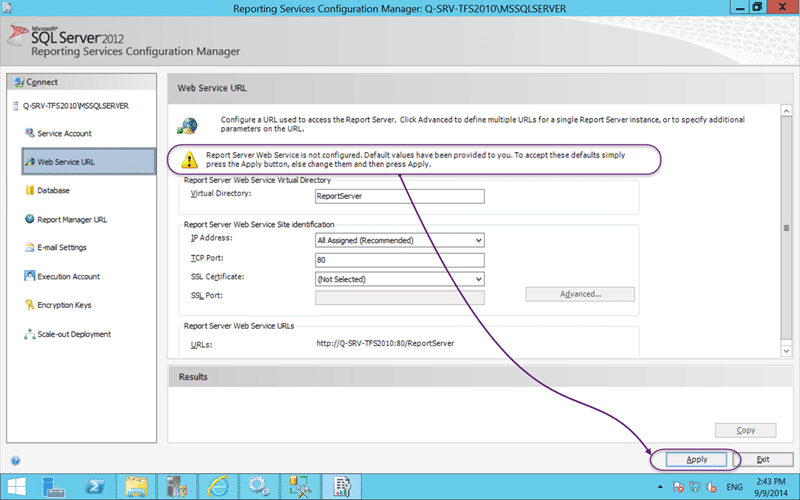 Reporting Services Configuration Manager: Q-SRV-TFS2010\MSSQLSERVER
Microsoft
SQL Server 2012
Reporting Services Configuration Manager
Connect
Q-SRV-TFS2010\MSSQLSERVER
Service Account
Web Service URL
Database
Report Manager URL
E-mail Settings
Execution Account
Encryption Keys
Scale-out Deployment
Web Service URL
Configure a URL used to access the Report Server. Click Advanced to define multiple URLs for a single Report Server instance, or to specify additional
parameters on the URL.
Report Server Web Service is not configured. Default values have been provided to you. To accept these defaults simply
press the Apply button, else change them and then press Apply.
Report Server Web Service Virtual Directory
Virtual Directory: ReportServer
Report Server Web Service Site identification
IP Address: All Assigned (Recommended)
TCP Port: 80
SSL Certificate: (Not Selected)
SSL Port:
Advanced...
Report Server Web Service URLs
URLs: http://Q-SRV-TFS2010:80/ReportServer
Results
Copy
Apply
Exit
ENG
2:43 PM
9/9/2014